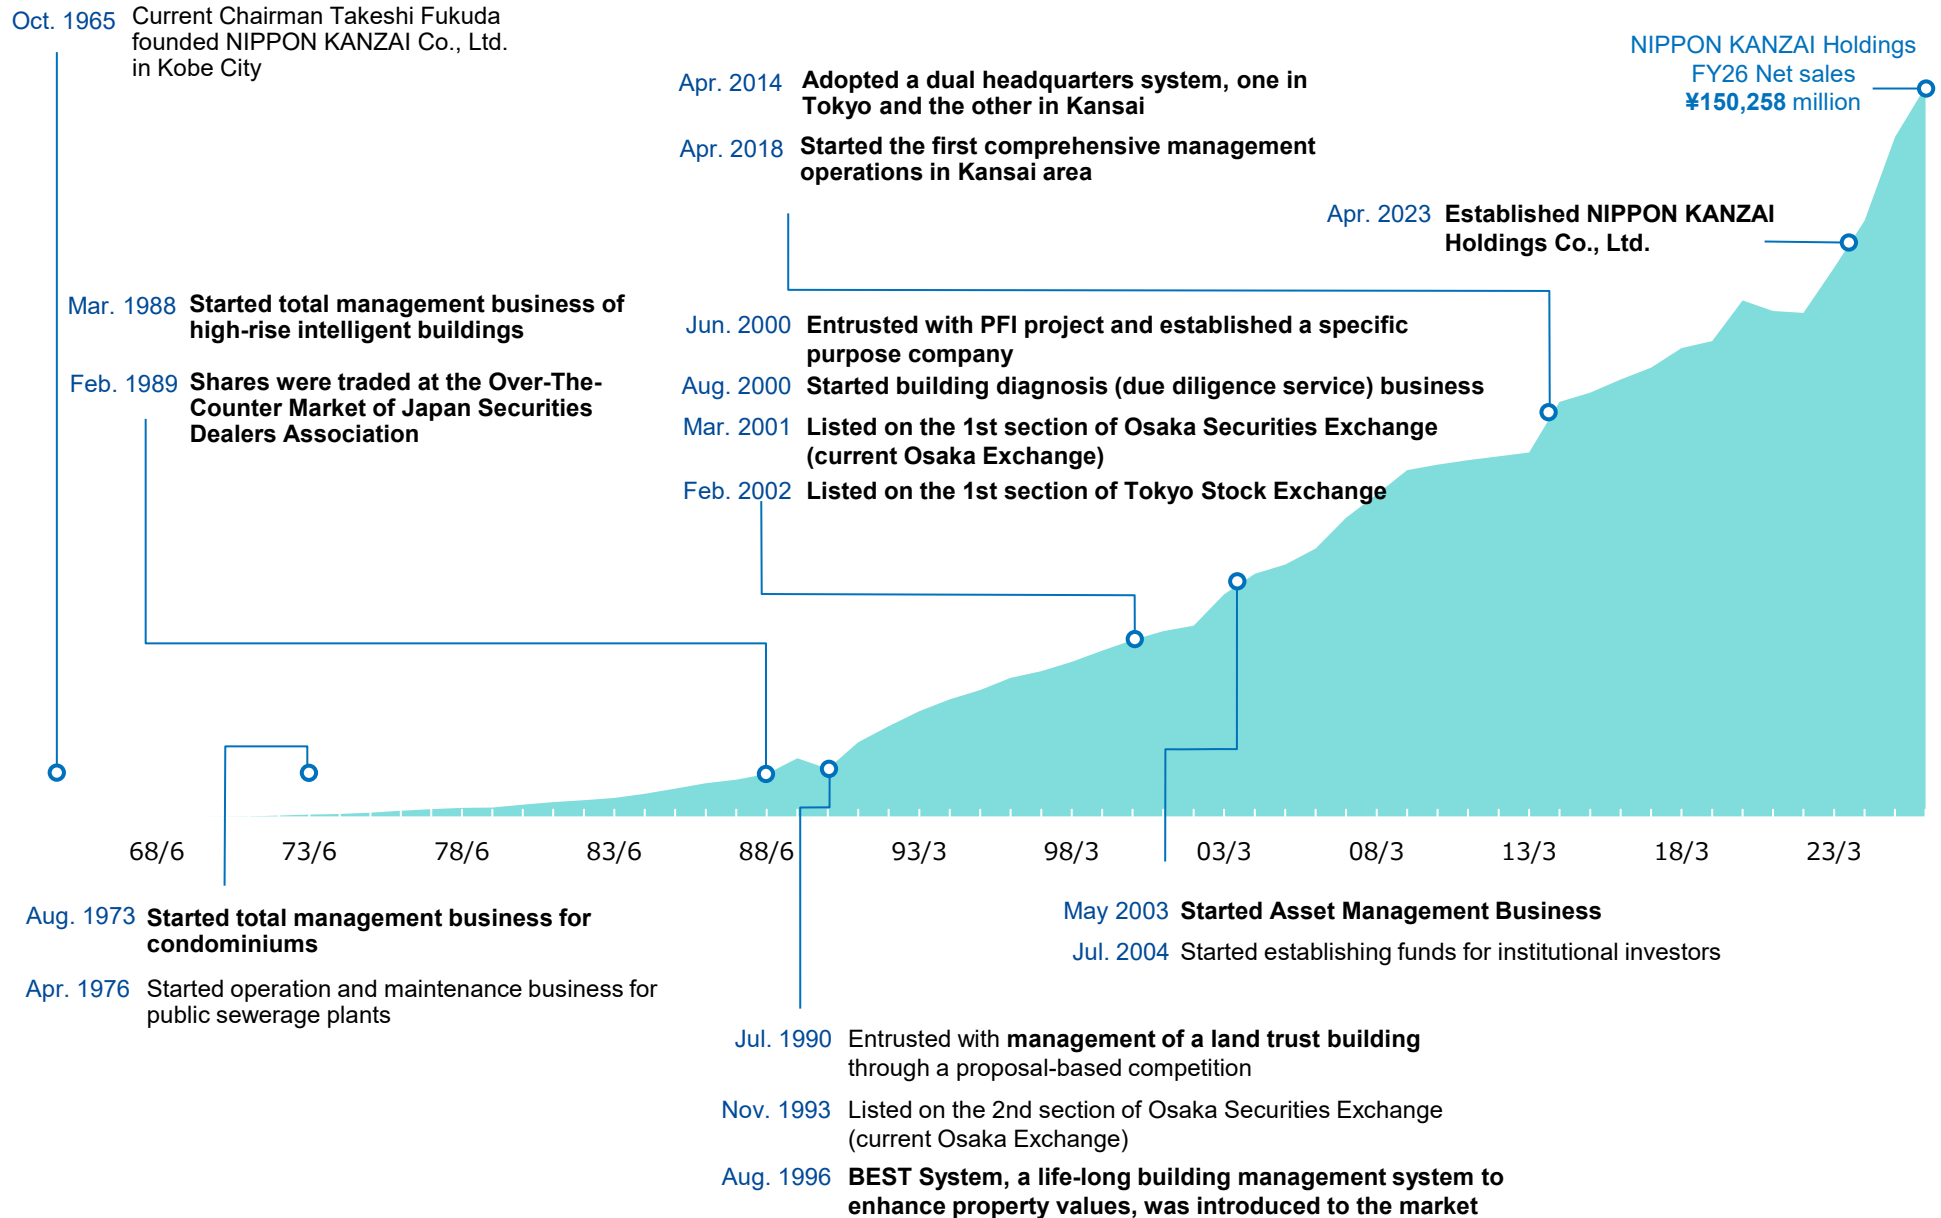 Oct. 1965 Current Chairman Takeshi Fukuda
founded NIPPON KANZAI Co., Ltd.
in Kobe City
NIPPON KANZAI Holdings
FY26 Net sales
¥150,258 million
Apr. 2014 Adopted a dual headquarters system, one in
Tokyo and the other in Kansai
Apr. 2018 Started the first comprehensive management
operations in Kansai area
Apr. 2023 Established NIPPON KANZAI
Holdings Co., Ltd.
Mar. 1988 Started total management business of
high-rise intelligent buildings
Feb. 1989 Shares were traded at the Over-The-
Counter Market of Japan Securities
Dealers Association
Jun. 2000 Entrusted with PFI project and established a specific
purpose company
Aug. 2000 Started building diagnosis (due diligence service) business
Mar. 2001 Listed on the 1st section of Osaka Securities Exchange
(current Osaka Exchange)
Feb. 2002 Listed on the 1st section of Tokyo Stock Exchange
68/6 73/6 78/6 83/6 88/6 93/3 98/3 03/3 08/3 13/3 18/3 23/3
Aug. 1973 Started total management business for
condominiums
Apr. 1976 Started operation and maintenance business for
public sewerage plants
May 2003 Started Asset Management Business
Jul. 2004 Started establishing funds for institutional investors
Jul. 1990 Entrusted with management of a land trust building
through a proposal-based competition
Nov. 1993 Listed on the 2nd section of Osaka Securities Exchange
(current Osaka Exchange)
Aug. 1996 BEST System, a life-long building management system to
enhance property values, was introduced to the market